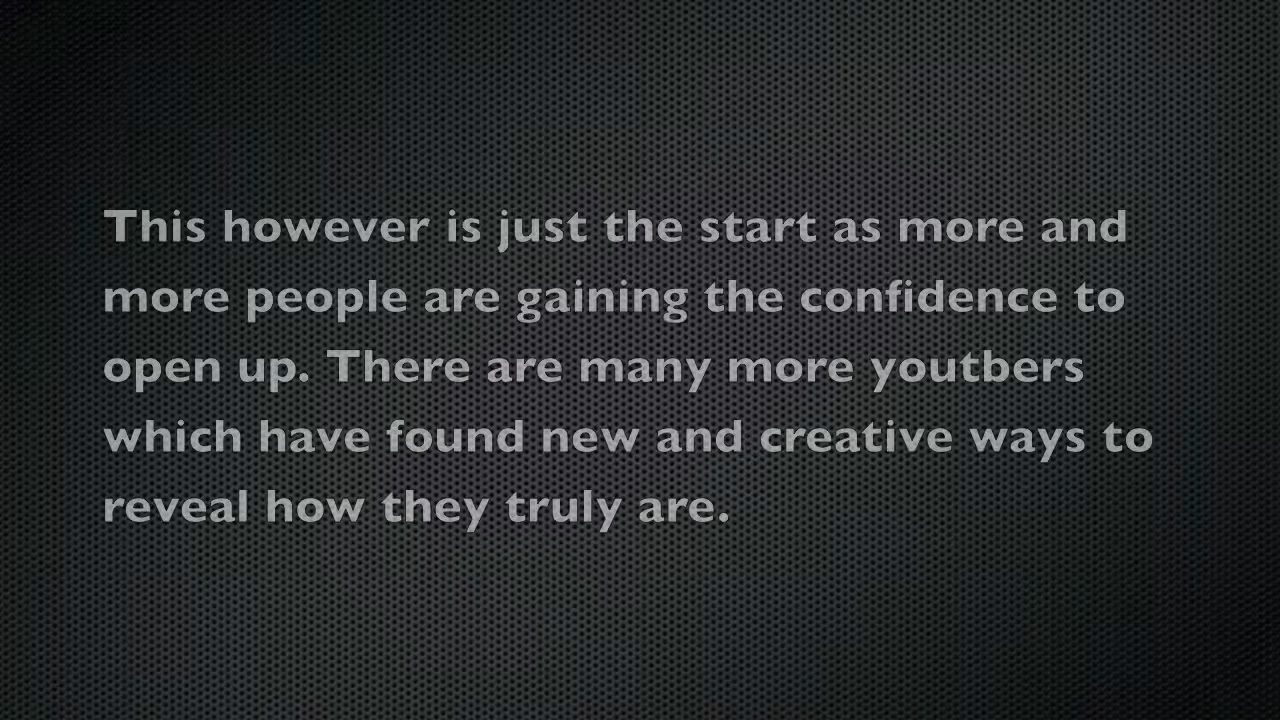 This however is just the start as more and
more people are gaining the confidence to
open up. There are many more youtbers
which have found new and creative ways to
reveal how they truly are.